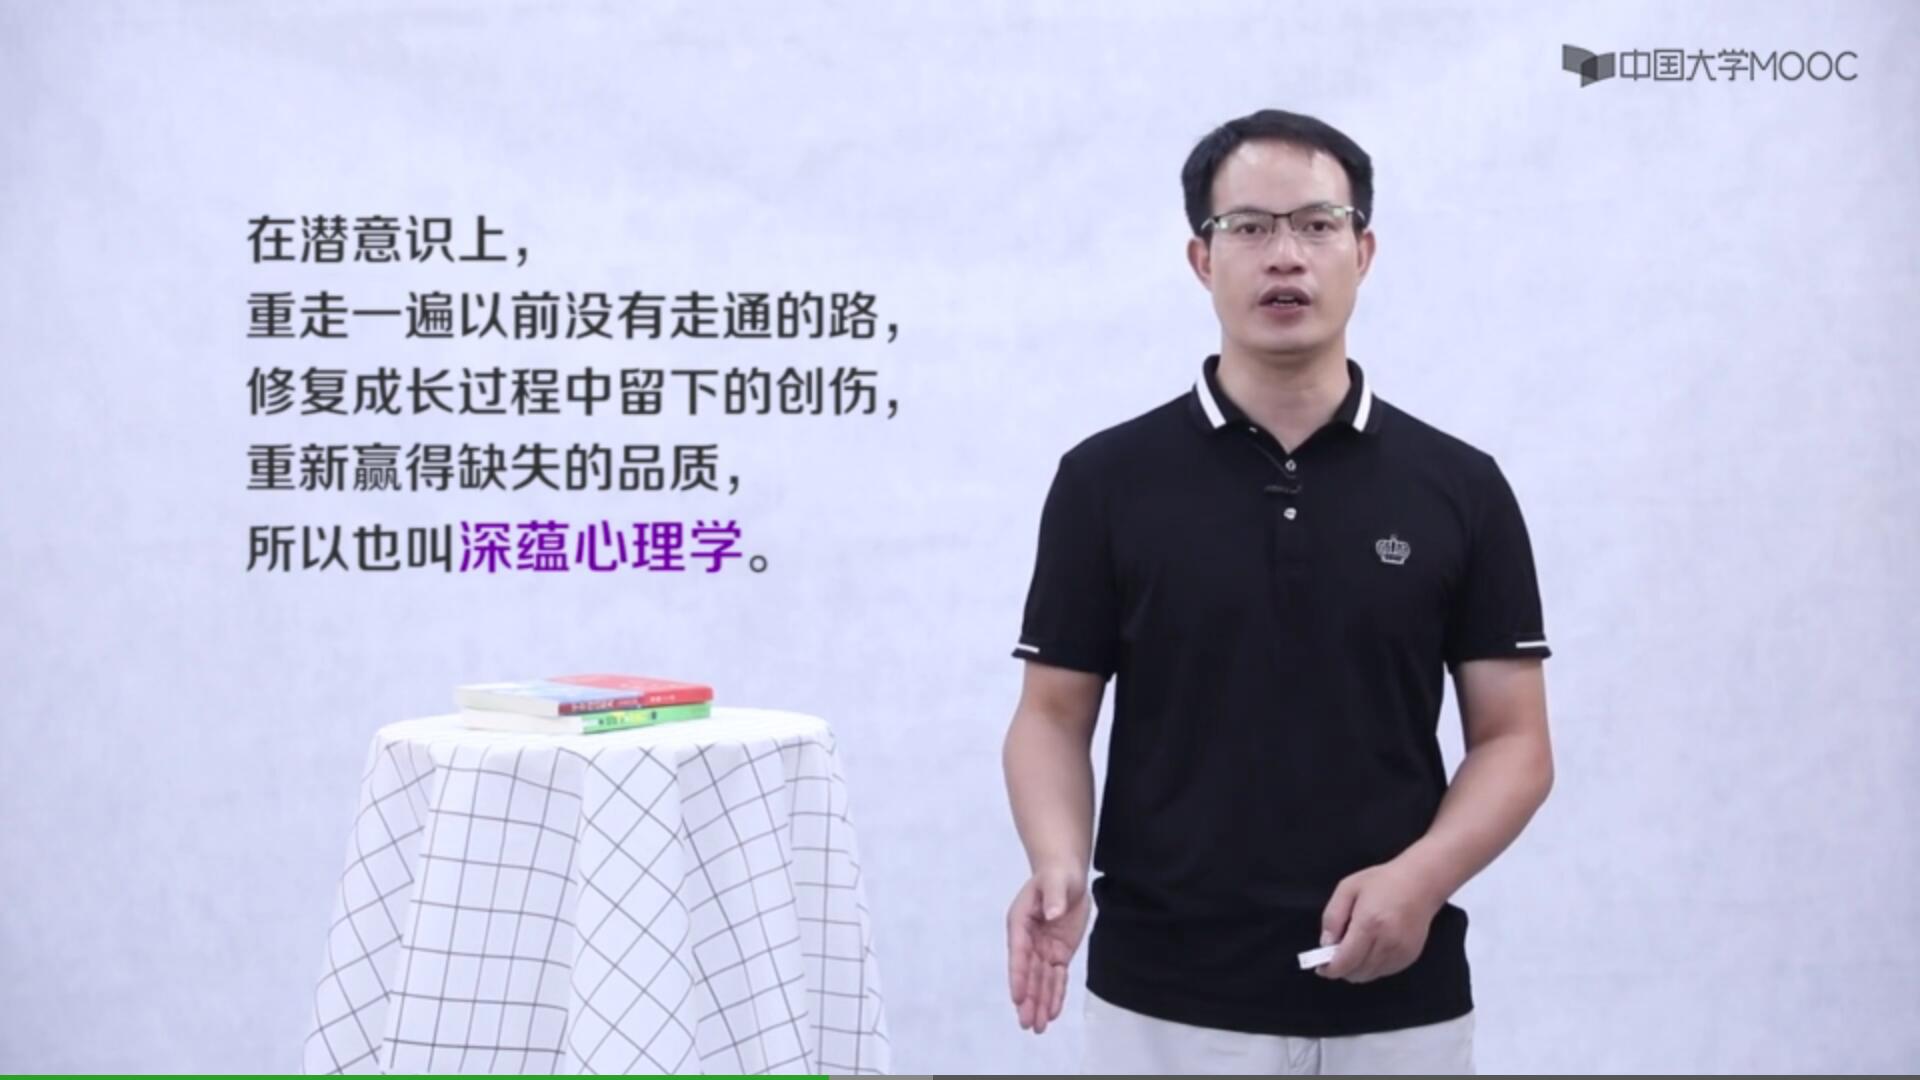 中国大学MOOC
在潜意识上，
重走一遍以前没有走通的路，
修复成长过程中留下的创伤，
重新赢得缺失的品质，
所以也叫深蕴心理学。